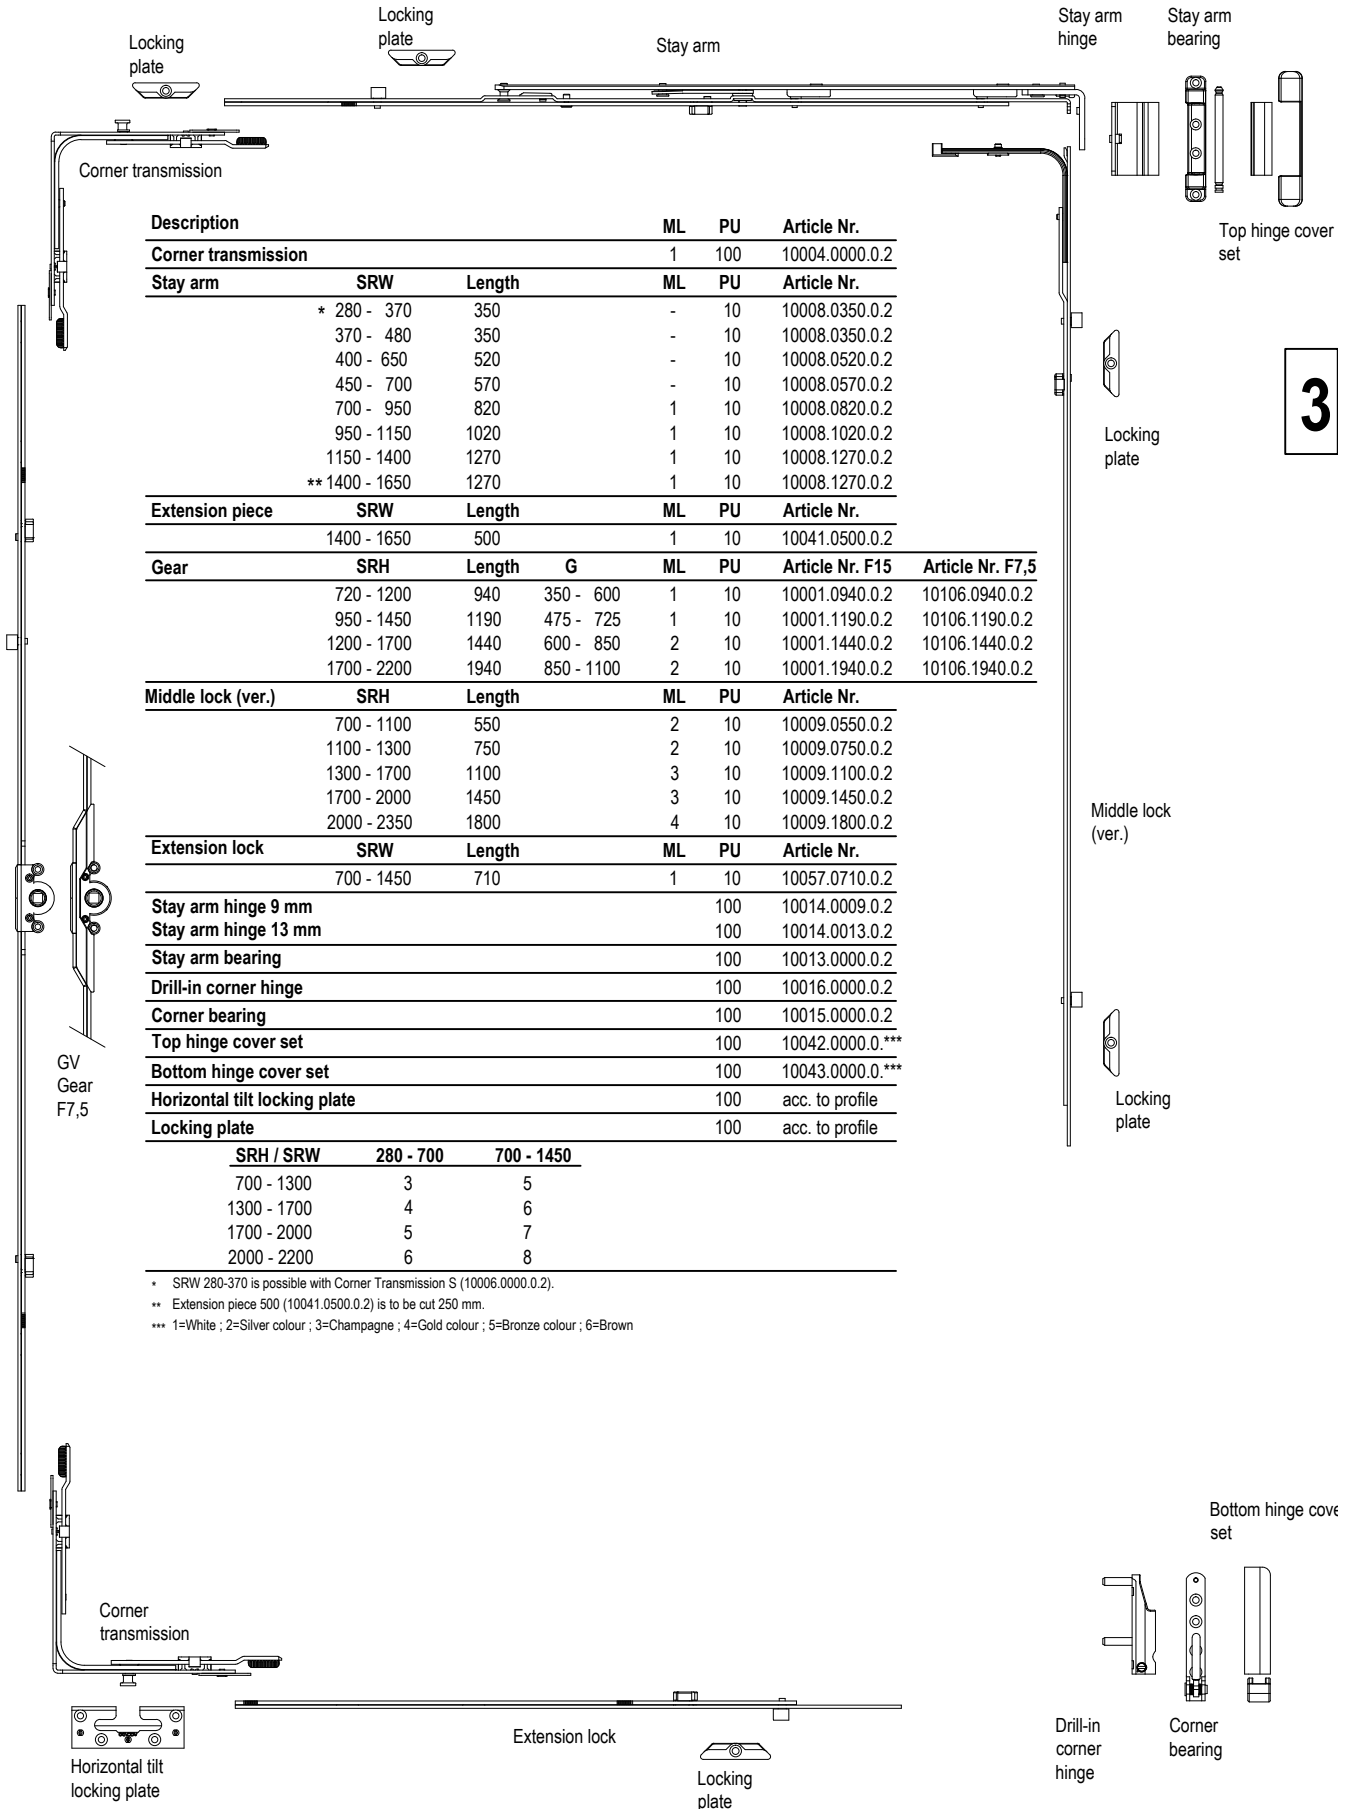 Locking
plate
Locking
plate
Stay arm
Stay arm
hinge
Stay arm
bearing
Corner transmission
Top hinge cover
set
Description ML PU Article Nr.
Corner transmission 1 100 10004.0000.0.2
Stay arm SRW Length ML PU Article Nr.
* 280 - 370 350 - 10 10008.0350.0.2
370 - 480 350 - 10 10008.0350.0.2
400 - 650 520 - 10 10008.0520.0.2
450 - 700 570 - 10 10008.0570.0.2
700 - 950 820 1 10 10008.0820.0.2
950 - 1150 1020 1 10 10008.1020.0.2
1150 - 1400 1270 1 10 10008.1270.0.2
** 1400 - 1650 1270 1 10 10008.1270.0.2
Extension piece SRW Length ML PU Article Nr.
1400 - 1650 500 1 10 10041.0500.0.2
Gear SRH Length G ML PU Article Nr. F15 Article Nr. F7,5
720 - 1200 940 350 - 600 1 10 10001.0940.0.2 10106.0940.0.2
950 - 1450 1190 475 - 725 1 10 10001.1190.0.2 10106.1190.0.2
1200 - 1700 1440 600 - 850 2 10 10001.1440.0.2 10106.1440.0.2
1700 - 2200 1940 850 - 1100 2 10 10001.1940.0.2 10106.1940.0.2
Middle lock (ver.) SRH Length ML PU Article Nr.
700 - 1100 550 2 10 10009.0550.0.2
1100 - 1300 750 2 10 10009.0750.0.2
1300 - 1700 1100 3 10 10009.1100.0.2
1700 - 2000 1450 3 10 10009.1450.0.2
2000 - 2350 1800 4 10 10009.1800.0.2
Extension lock SRW Length ML PU Article Nr.
700 - 1450 710 1 10 10057.0710.0.2
Stay arm hinge 9 mm 100 10014.0009.0.2
Stay arm hinge 13 mm 100 10014.0013.0.2
Stay arm bearing 100 10013.0000.0.2
Drill-in corner hinge 100 10016.0000.0.2
Corner bearing 100 10015.0000.0.2
Top hinge cover set 100 10042.0000.0.***
Bottom hinge cover set 100 10043.0000.0.***
Horizontal tilt locking plate 100 acc. to profile
Locking plate 100 acc. to profile
SRH / SRW 280 - 700 700 - 1450
700 - 1300 3 5
1300 - 1700 4 6
1700 - 2000 5 7
2000 - 2200 6 8
* SRW 280-370 is possible with Corner Transmission S (10006.0000.0.2).
** Extension piece 500 (10041.0500.0.2) is to be cut 250 mm.
*** 1=White ; 2=Silver colour ; 3=Champagne ; 4=Gold colour ; 5=Bronze colour ; 6=Brown
3
Locking
plate
Middle lock
(ver.)
GV
Gear
F7,5
Locking
plate
Bottom hinge cove
set
Corner
transmission
Horizontal tilt
locking plate
Extension lock
Locking
plate
Drill-in
corner
hinge
Corner
bearing